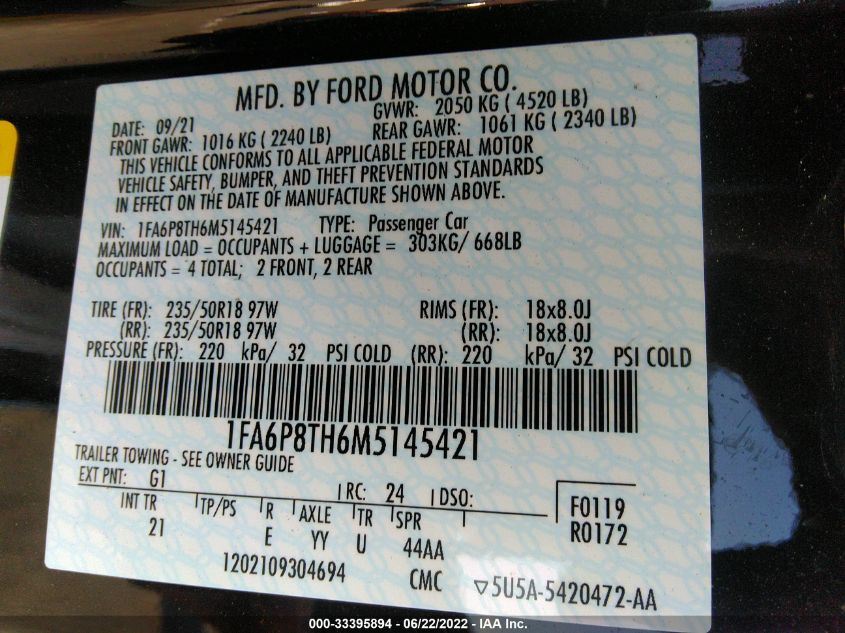 MFD. BY FORD MOTOR CO.
DATE: 09/21 GVWR: 2050 KG ( 4520 LB)
FRONT GAWR: 1016 KG ( 2240 LB) REAR GAWR: 1061 KG ( 2340 LB)
THIS VEHICLE CONFORMS TO ALL APPLICABLE FEDERAL MOTOR
VEHICLE SAFETY, BUMPER, AND THEFT PREVENTION STANDARDS
IN EFFECT ON THE DATE OF MANUFACTURE SHOWN ABOVE.
VIN: 1FA6P8TH6M5145421 TYPE: Passenger Car
MAXIMUM LOAD = OCCUPANTS + LUGGAGE = 303KG/ 668LB
OCCUPANTS = 4 TOTAL; 2 FRONT, 2 REAR
TIRE (FR): 235/50R18 97W RIMS (FR): 18x8.0J
(RR): 235/50R18 97W (RR): 18x8.0J
PRESSURE (FR): 220 kPa/ 32 PSI COLD (RR): 220 kPa/ 32 PSI COLD
1FA6P8TH6M5145421
TRAILER TOWING - SEE OWNER GUIDE
EXT PNT: G1 RC: 24 DSO:
INT TR TP/PS R AXLE TR SPR F0119
21 E YY U 44AA R0172
1202109304694 CMC ▽5U5A-5420472-AA
000-33395894 - 06/22/2022 - IAA Inc.